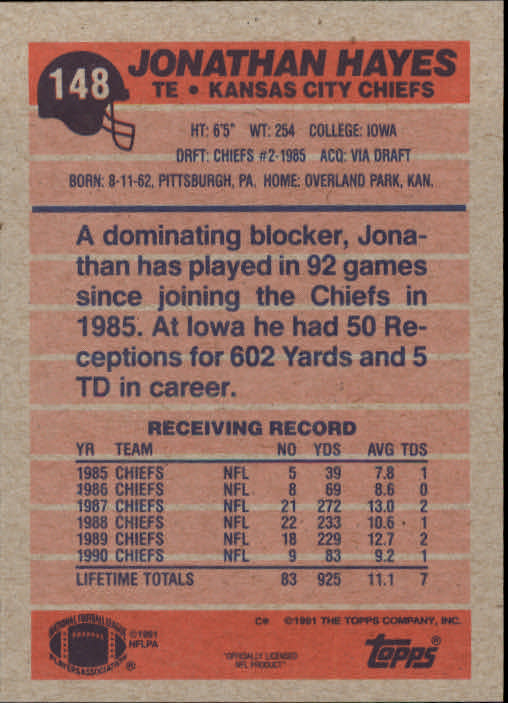 148
JONATHAN HAYES
TE • KANSAS CITY CHIEFS
HT: 6'5" WT: 254 COLLEGE: IOWA
DRFT: CHIEFS #2-1985 ACQ: VIA DRAFT
BORN: 8-11-62, PITTSBURGH, PA. HOME: OVERLAND PARK, KAN.
A dominating blocker, Jona-
than has played in 92 games
since joining the Chiefs in
1985. At Iowa he had 50 Re-
ceptions for 602 Yards and 5
TD in career.
RECEIVING RECORD
YR TEAM NO YDS AVG TDS
1985 CHIEFS NFL 5 39 7.8 1
1986 CHIEFS NFL 8 69 8.6 0
1987 CHIEFS NFL 21 272 13.0 2
1988 CHIEFS NFL 22 233 10.6 1
1989 CHIEFS NFL 18 229 12.7 2
1990 CHIEFS NFL 9 83 9.2 1
LIFETIME TOTALS 83 925 11.1 7
C* ©1991 THE TOPPS COMPANY, INC.
NATIONAL FOOTBALL LEAGUE
PLAYERS ASSOCIATION
®
©1991
NFLPA
"OFFICIALLY LICENSED
NFL PRODUCT"
topps®